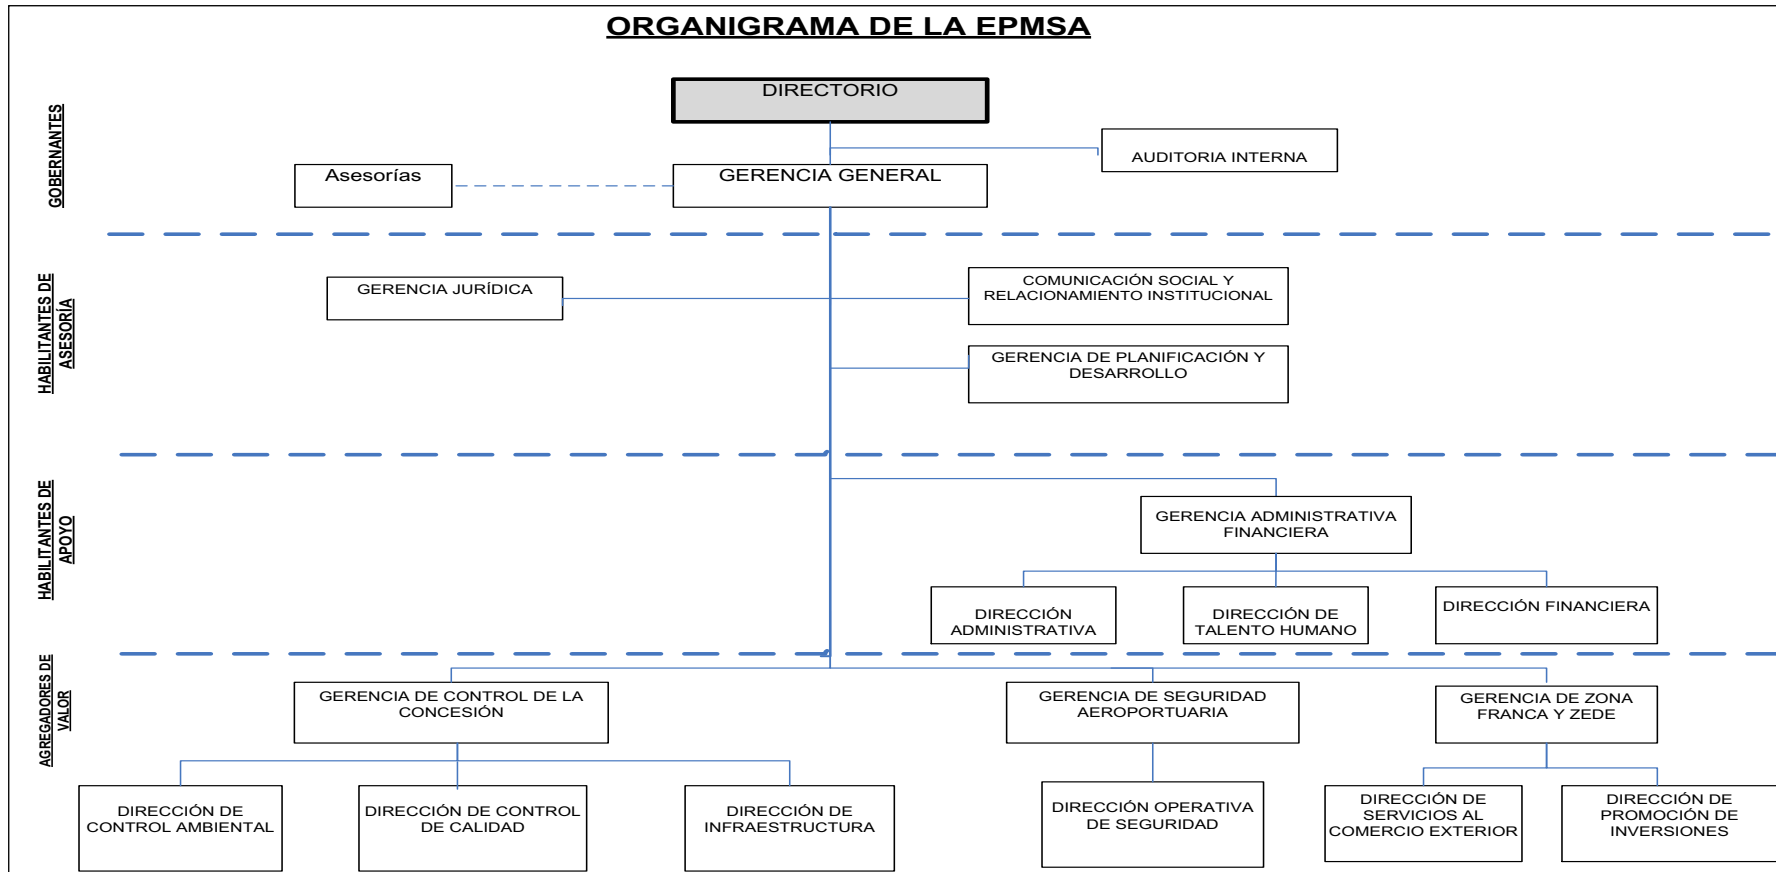 ORGANIGRAMA DE LA EPMSA
GOBERNANTES
DIRECTORIO
AUDITORIA INTERNA
Asesorías
GERENCIA GENERAL
HABILITANTES DE
ASESORÍA
GERENCIA JURÍDICA
COMUNICACIÓN SOCIAL Y
RELACIONAMIENTO INSTITUCIONAL
GERENCIA DE PLANIFICACIÓN Y
DESARROLLO
HABILITANTES DE
APOYO
GERENCIA ADMINISTRATIVA
FINANCIERA
DIRECCIÓN
ADMINISTRATIVA
DIRECCIÓN DE
TALENTO HUMANO
DIRECCIÓN FINANCIERA
AGREGADORES DE
VALOR
GERENCIA DE CONTROL DE LA
CONCESIÓN
GERENCIA DE SEGURIDAD
AEROPORTUARIA
GERENCIA DE ZONA
FRANCA Y ZEDE
DIRECCIÓN DE
CONTROL AMBIENTAL
DIRECCIÓN DE CONTROL
DE CALIDAD
DIRECCIÓN DE
INFRAESTRUCTURA
DIRECCIÓN OPERATIVA
DE SEGURIDAD
DIRECCIÓN DE
SERVICIOS AL
COMERCIO EXTERIOR
DIRECCIÓN DE
PROMOCIÓN DE
INVERSIONES